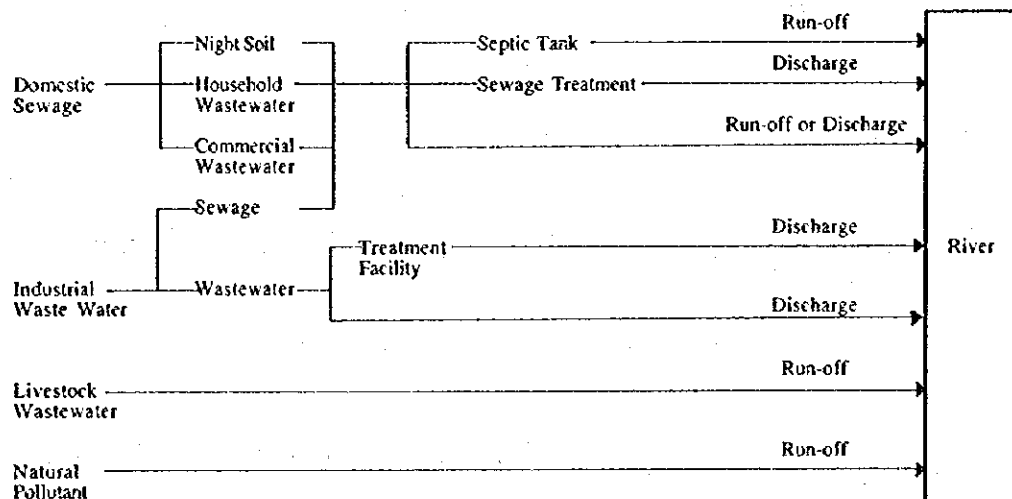 Run-off
Night Soil
Septic Tank
Discharge
Domestic
Sewage
Household
Wastewater
Sewage Treatment
Run-off or Discharge
Commercial
Wastewater
Sewage
Discharge
Treatment
Facility
River
Industrial
Waste Water
Wastewater
Discharge
Run-off
Livestock
Wastewater
Run-off
Natural
Pollutant